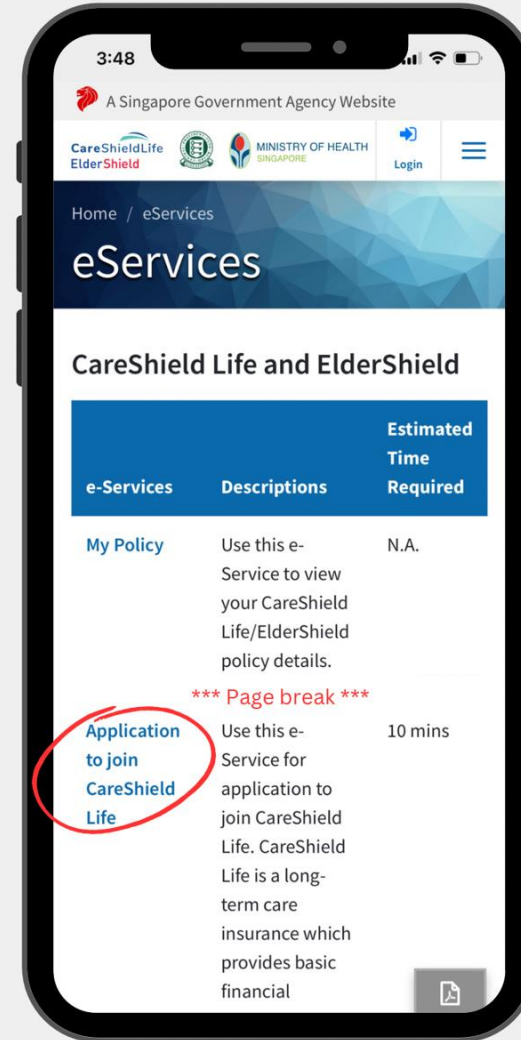 3:48
A Singapore Government Agency Website
CareShieldLife
ElderShield
MINISTRY OF HEALTH
SINGAPORE
Login
Home / eServices
eServices
CareShield Life and ElderShield
e-Services Descriptions Estimated Time Required
My Policy
Use this e-
Service to view
your CareShield
Life/ElderShield
policy details.
N.A.
*** Page break ***
Application
to join
CareShield
Life
Use this e-
Service for
application to
join CareShield
Life. CareShield
Life is a long-
term care
insurance which
provides basic
financial
10 mins